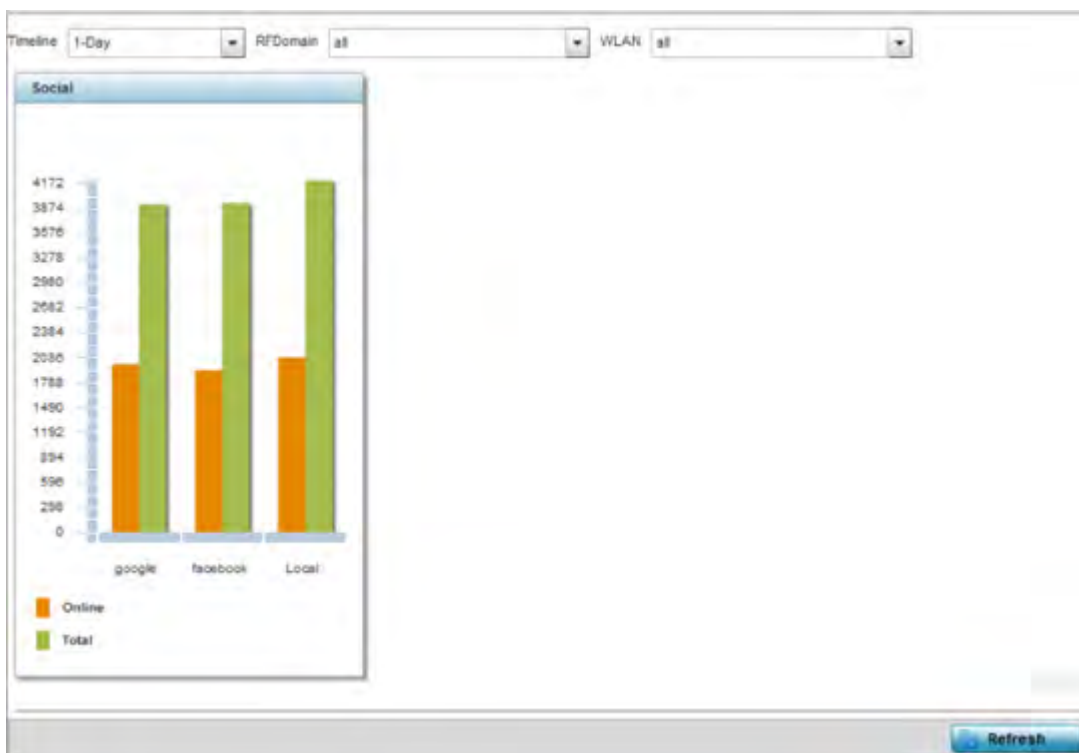 Timeline 1-Day RFDomain all WLAN all
Social
4172
3874
3576
3278
2980
2682
2384
2086
1788
1490
1192
894
596
298
0
google facebook Local
Online
Total
Refresh